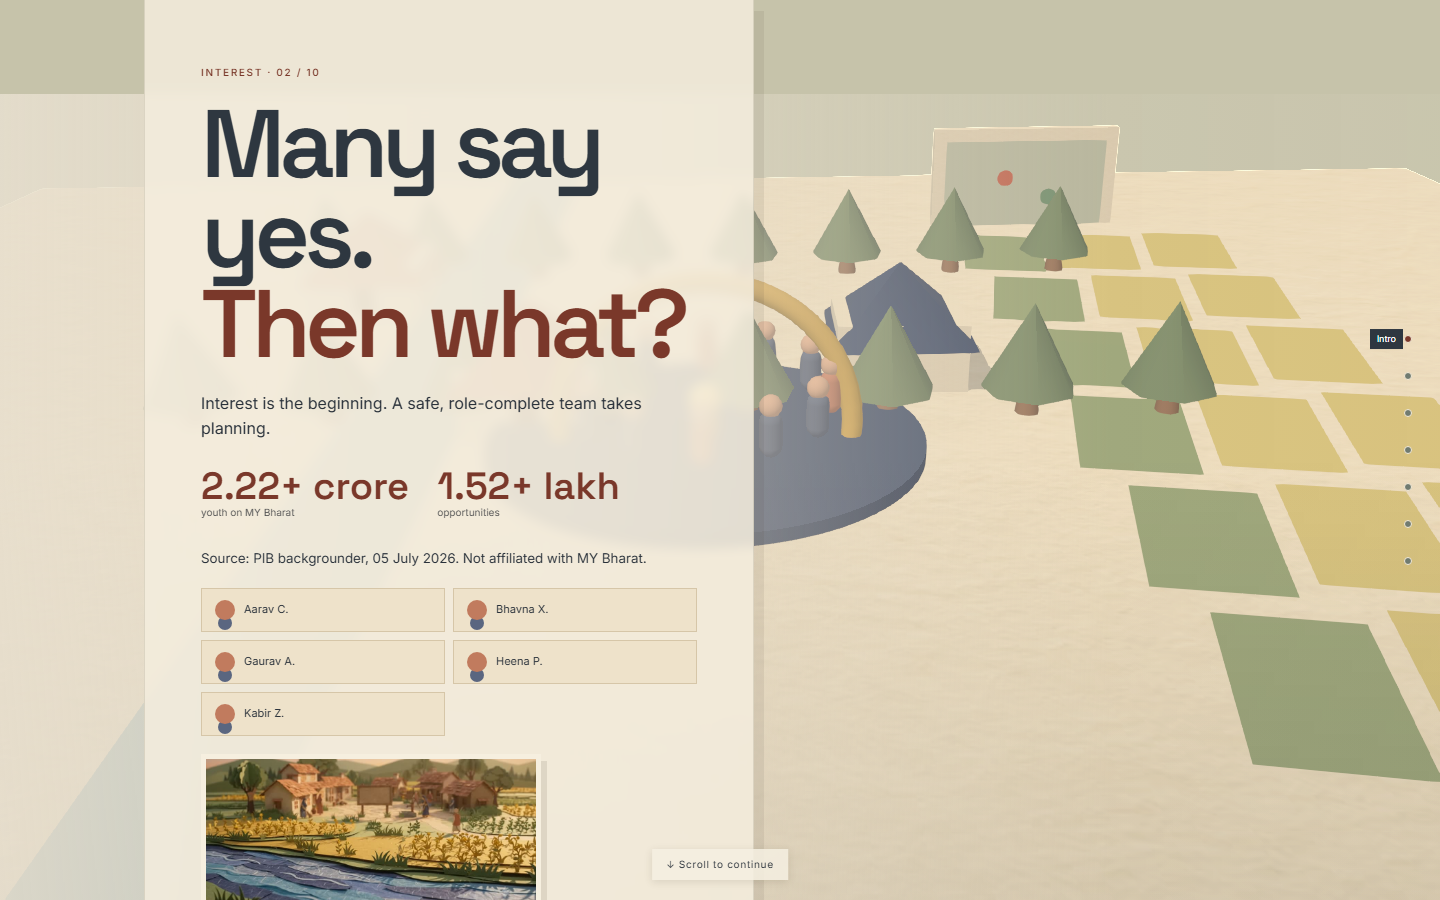 INTEREST · 02 / 10
Many say
yes.
Then what?
Interest is the beginning. A safe, role-complete team takes
planning.
2.22+ crore
youth on MY Bharat
1.52+ lakh
opportunities
Source: PIB backgrounder, 05 July 2026. Not affiliated with MY Bharat.
Aarav C.
Bhavna X.
Gaurav A.
Heena P.
Kabir Z.
↓ Scroll to continue
Intro